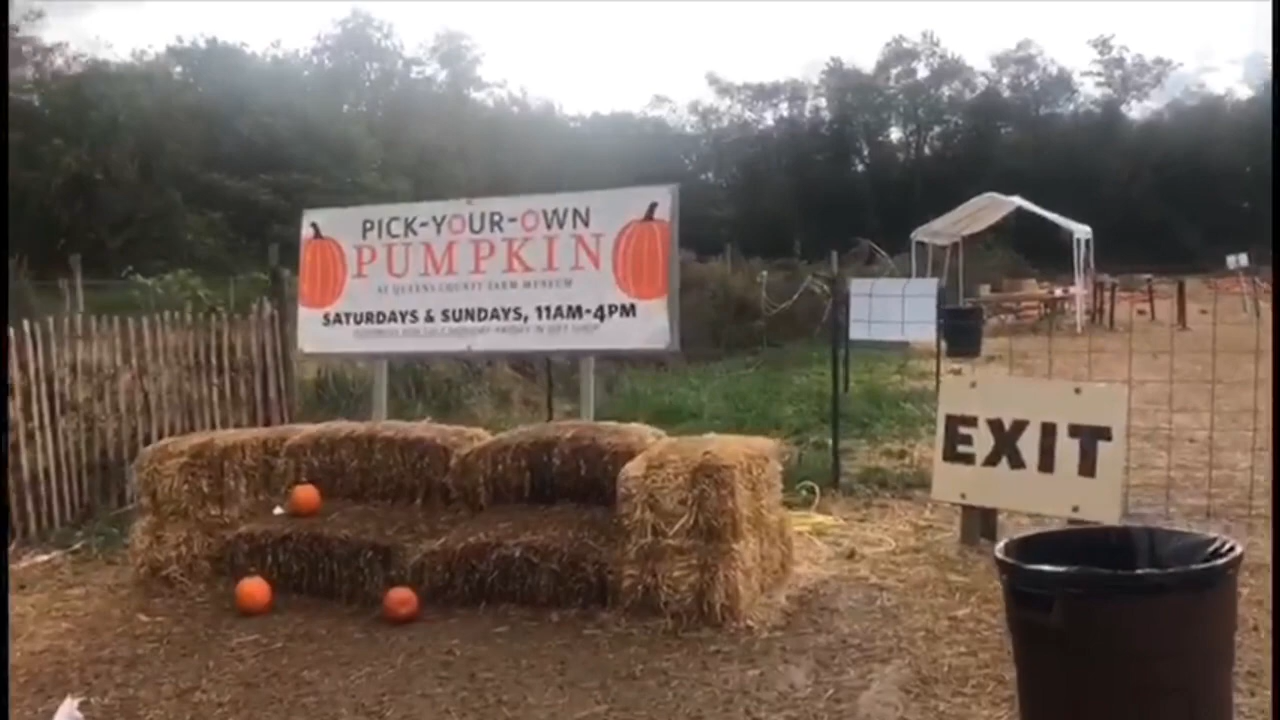 PICK-YOUR-OWN
PUMPKIN
AT QUEENS COUNTY FARM MUSEUM
SATURDAYS & SUNDAYS, 11AM-4PM
EXIT